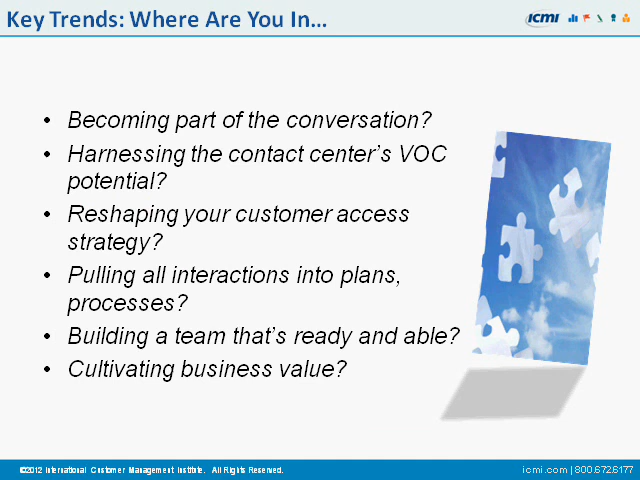 Key Trends: Where Are You In…
icmi
• Becoming part of the conversation?
• Harnessing the contact center's VOC
potential?
• Reshaping your customer access
strategy?
• Pulling all interactions into plans,
processes?
• Building a team that's ready and able?
• Cultivating business value?
©2012 International Customer Management Institute. All Rights Reserved.
icmi.com | 800.672.6177